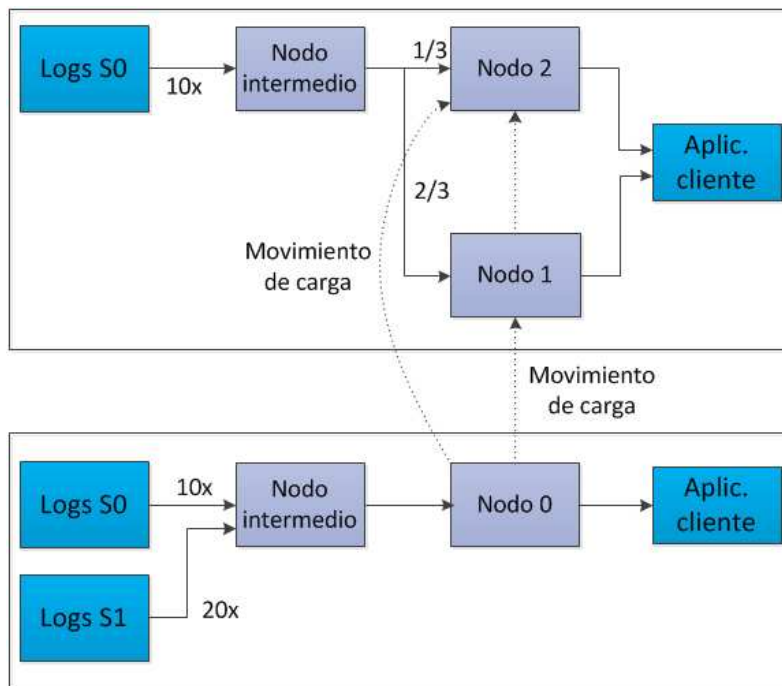 Logs S0
10x
Nodo
intermedio
1/3
Nodo 2
Aplic.
cliente
2/3
Movimiento
de carga
Nodo 1
Movimiento
de carga
Logs S0
10x
Nodo
intermedio
Nodo 0
Aplic.
cliente
Logs S1
20x